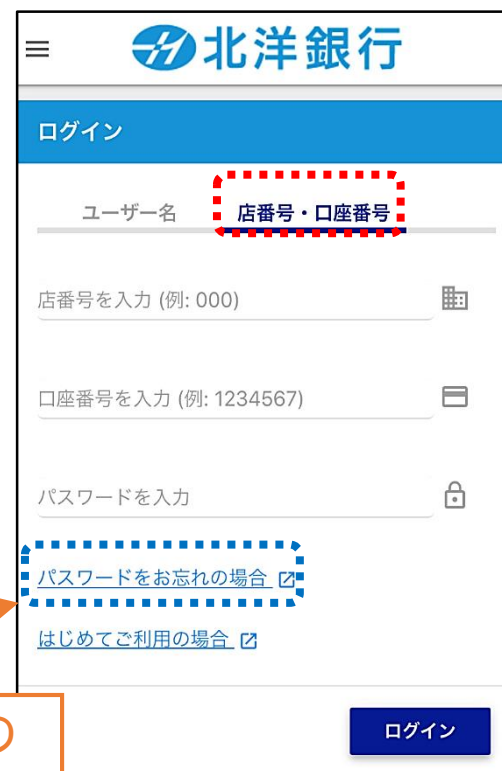 北洋銀行
ログイン
ユーザー名 店番号・口座番号
店番号を入力 (例: 000)
口座番号を入力 (例: 1234567)
パスワードを入力
パスワードをお忘れの場合
はじめてご利用の場合
ログイン